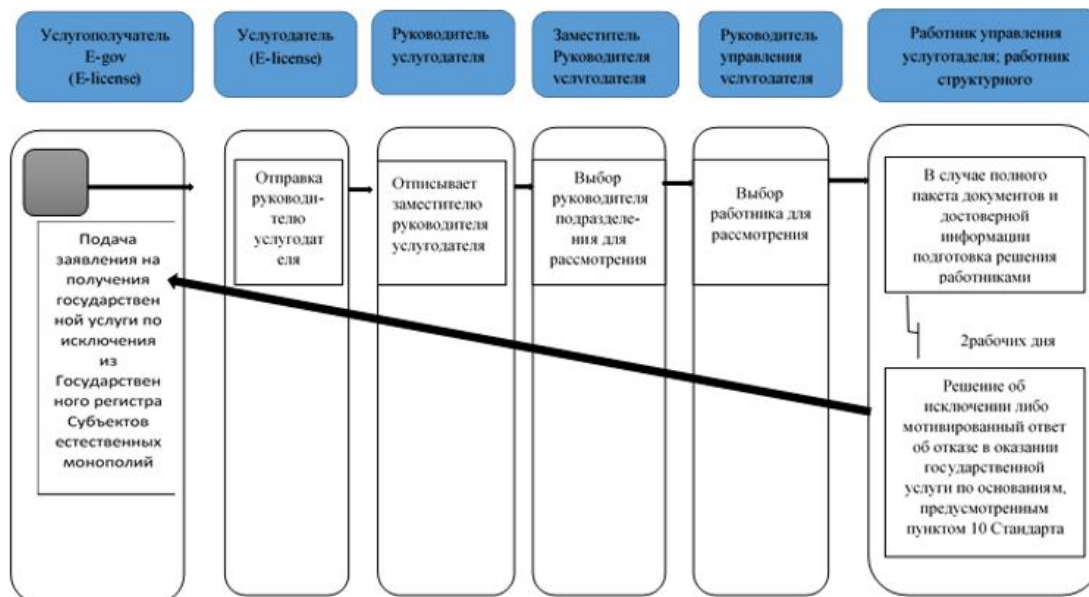 Услугополучатель
E-gov
(E-license)
Услугодатель
(E-license)
Руководитель
услугодателя
Заместитель
Руководителя
услугодателя
Руководитель
управления
услугодателя
Работник управления
услуготаделя; работник
структурного
Подача
заявления на
получения
государствен
ной услуги по
исключения
из
Государствен
ного регистра
Субъектов
естественных
монополий
Отправка
руководи-
телю
услугодат
еля
Отписывает
заместителю
руководителя
услугодателя
Выбор
руководителя
подразделе-
ния для
рассмотрения
Выбор
работника для
рассмотрения
В случае полного
пакета документов и
достоверной
информации
подготовка решения
работниками
2рабочих дня
Решение об
исключении либо
мотивированный ответ
об отказе в оказании
государственной
услуги по основаниям,
предусмотренным
пунктом 10 Стандарта